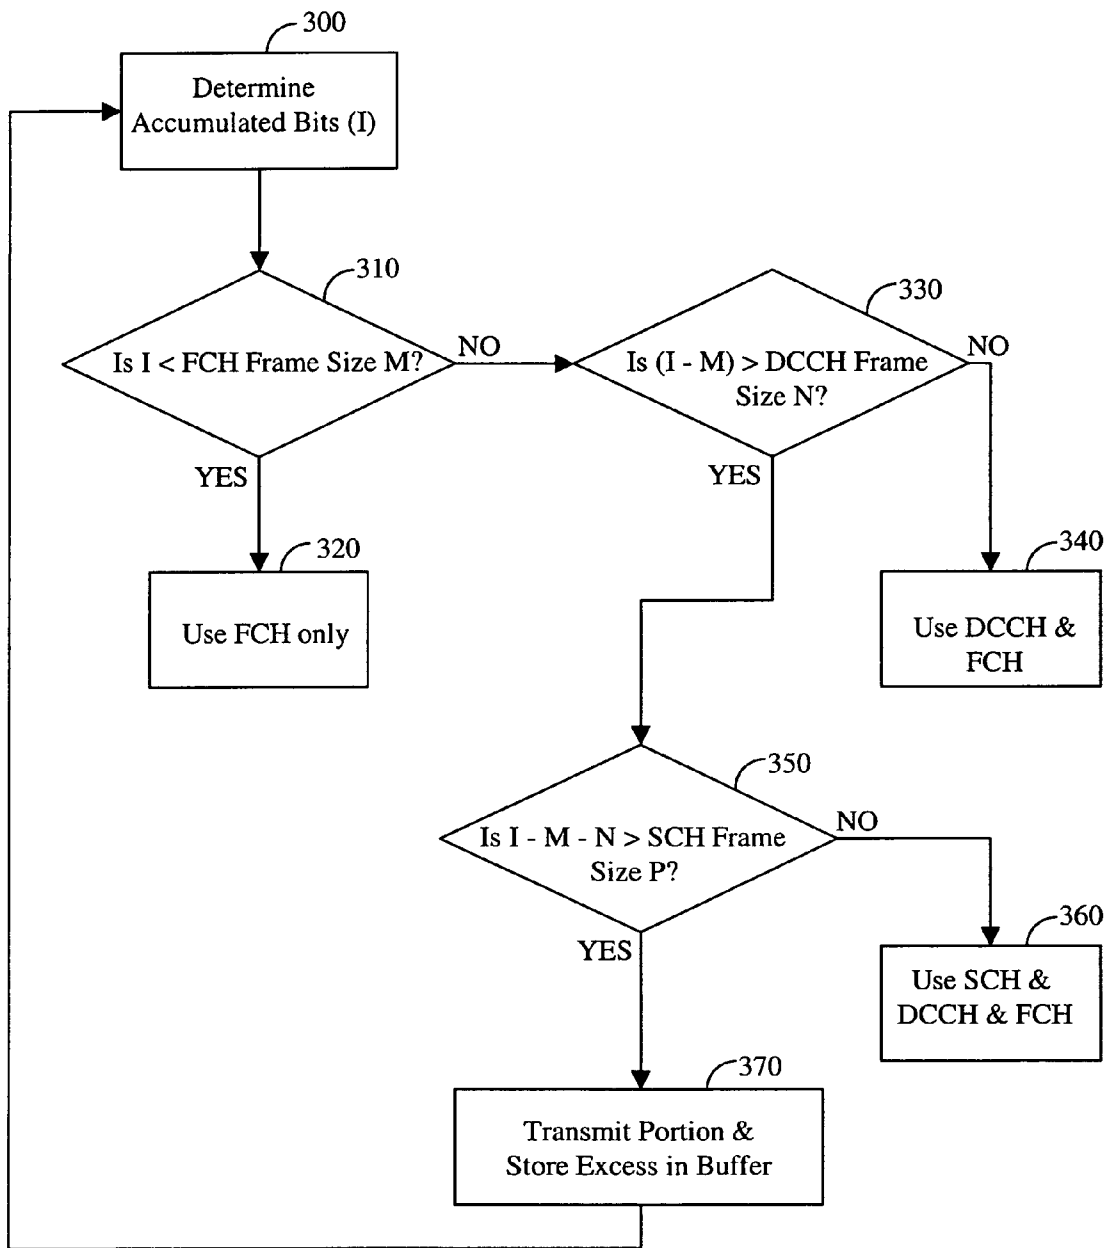 300
Determine
Accumulated Bits (I)
310
Is I < FCH Frame Size M?
NO
YES
330
Is (I - M) > DCCH Frame
Size N?
NO
YES
320
Use FCH only
340
Use DCCH &
FCH
350
Is I - M - N > SCH Frame
Size P?
NO
YES
360
Use SCH &
DCCH & FCH
370
Transmit Portion &
Store Excess in Buffer